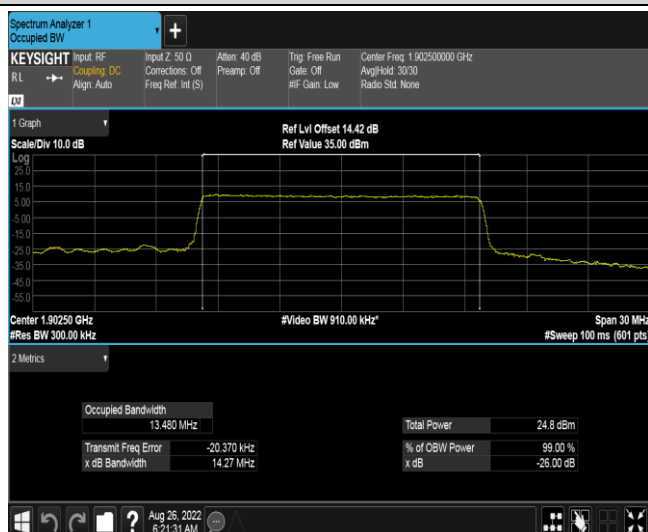 Spectrum Analyzer 1
Occupied BW
+
KEYSIGHT Input: RF Input Z: 50 Ω Atten: 40 dB Trig: Free Run Center Freq: 1.902500000 GHz
R L Coupling: DC Corrections: Off Preamp: Off Gate: Off Avg|Hold: 30/30
Align: Auto Freq Ref: Int (S) #IF Gain: Low Radio Std: None
LXI
1 Graph
Ref Lvl Offset 14.42 dB
Scale/Div 10.0 dB Ref Value 35.00 dBm
Log
25.0
15.0
5.00
-5.00
-15.0
-25.0
-35.0
-45.0
-55.0
Center 1.90250 GHz #Video BW 910.00 kHz* Span 30 MHz
#Res BW 300.00 kHz #Sweep 100 ms (601 pts)
2 Metrics
Occupied Bandwidth
13.480 MHz Total Power 24.8 dBm
Transmit Freq Error -20.370 kHz % of OBW Power 99.00 %
x dB Bandwidth 14.27 MHz x dB -26.00 dB
? Aug 26, 2022
6:21:31 AM